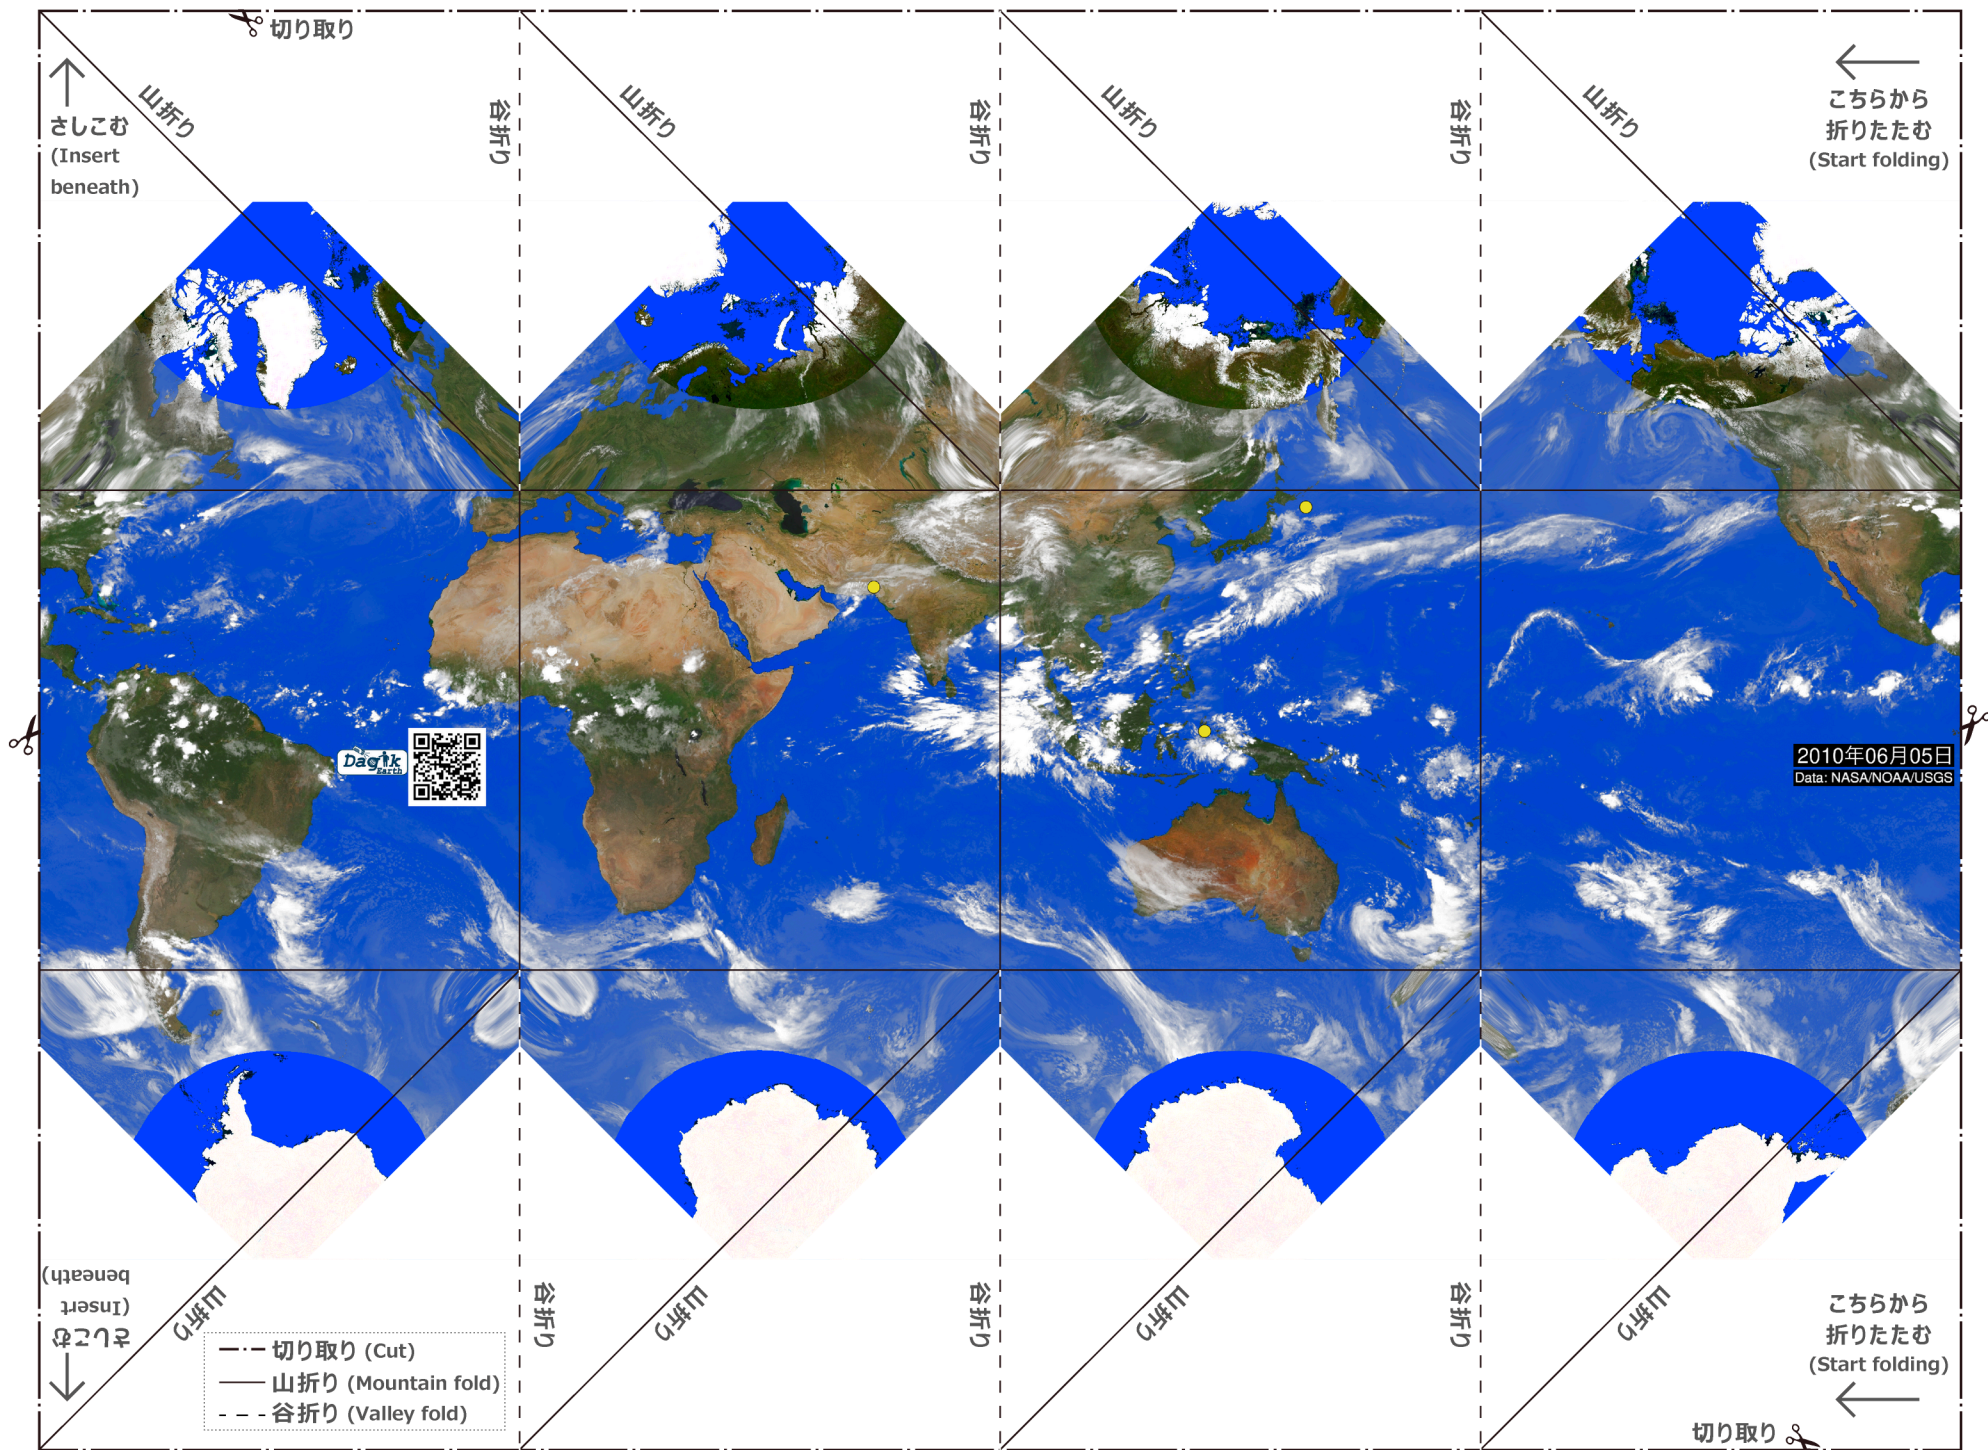 切り取り
さしこむ
(Insert
beneath)
山折り
谷折り
山折り
谷折り
山折り
谷折り
山折り
こちらから
折りたたむ
(Start folding)
Dagik
Earth
2010年06月05日
Data: NASA/NOAA/USGS
さしこむ
(Insert
beneath)
山折り
谷折り
山折り
谷折り
山折り
谷折り
山折り
こちらから
折りたたむ
(Start folding)
切り取り (Cut)
山折り (Mountain fold)
谷折り (Valley fold)
切り取り